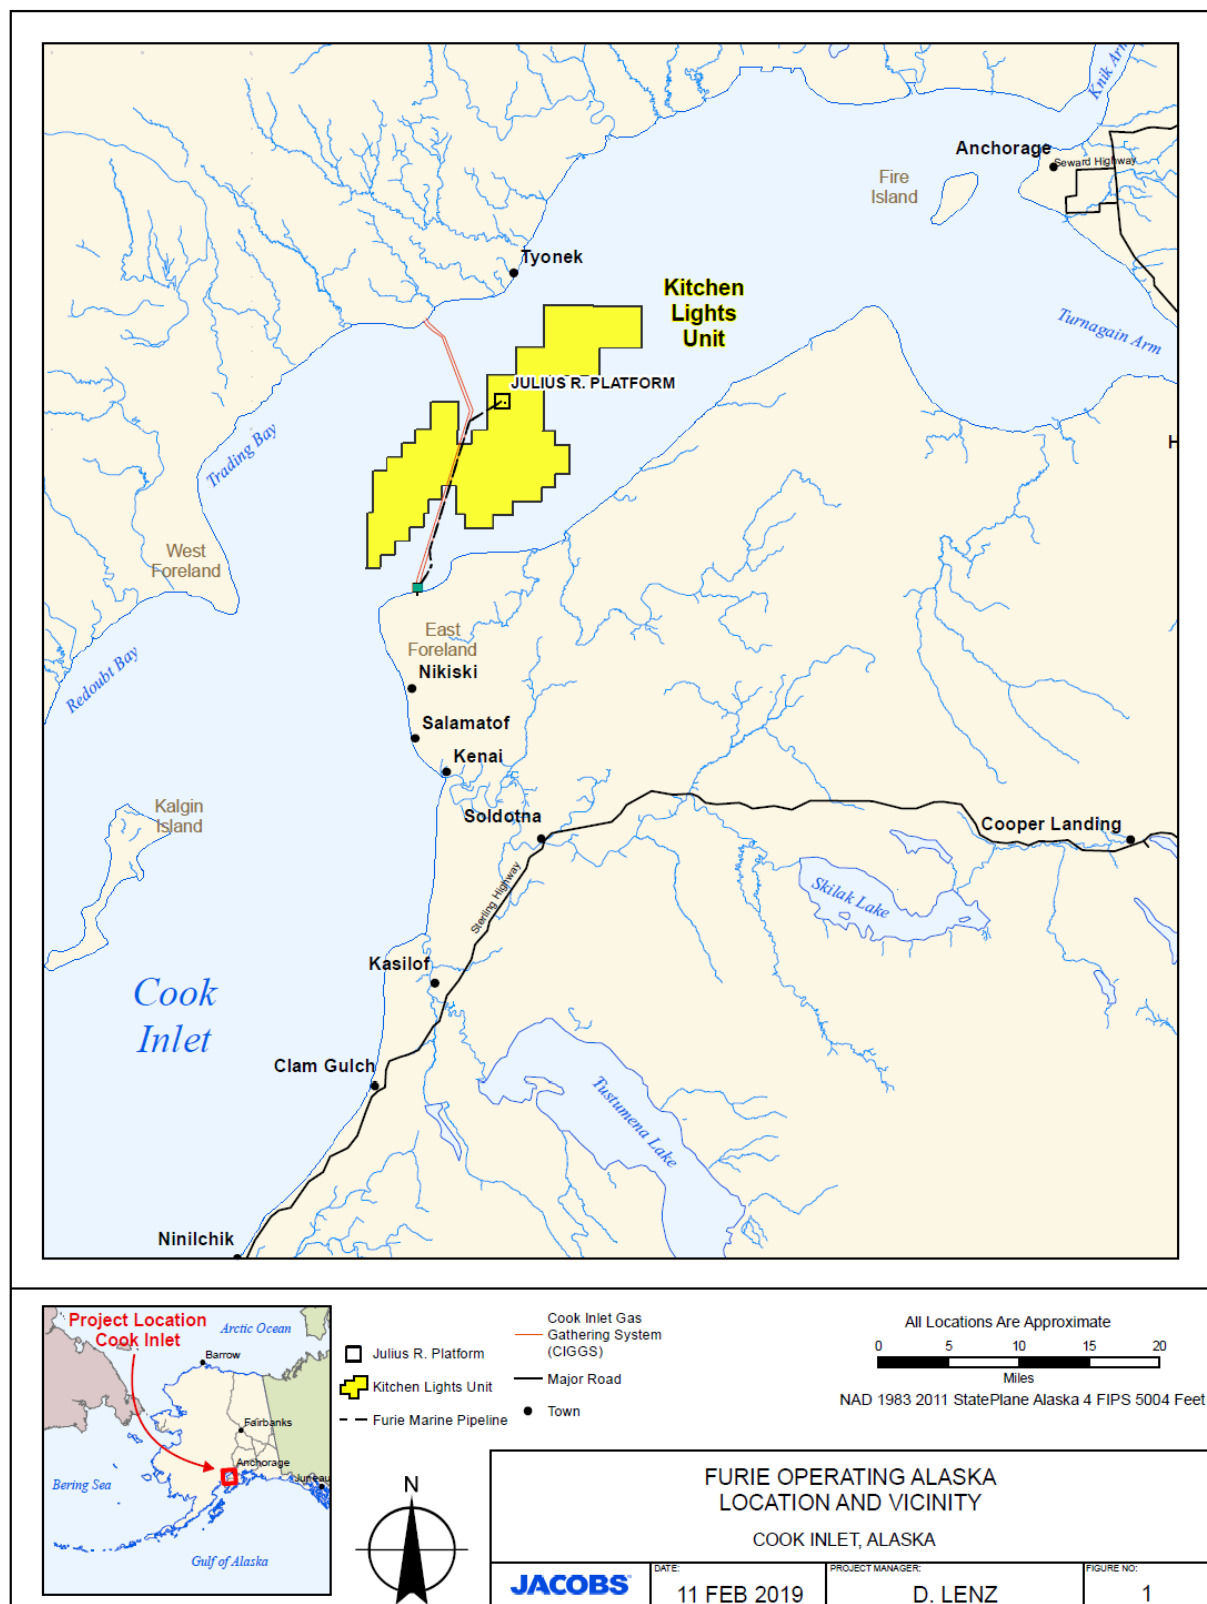 Knik Arm
Anchorage
Seward Highway
Fire
Island
Tyonek
Kitchen
Lights
Unit
Turnagain Arm
JULIUS R. PLATFORM
H
Trading Bay
West
Foreland
East
Foreland
Redoubt Bay
Nikiski
Salamatof
Kenai
Kalgin
Island
Soldotna
Cooper Landing
Sterling Highway
Skilak Lake
Kasilof
Cook
Inlet
Clam Gulch
Tustumena Lake
Ninilchik
Project Location
Cook Inlet
Arctic Ocean
Barrow
Fairbanks
Anchorage
Juneau
Bering Sea
Gulf of Alaska
Julius R. Platform
Kitchen Lights Unit
Furie Marine Pipeline
Cook Inlet Gas
Gathering System
(CIGGS)
Major Road
Town
All Locations Are Approximate
0 5 10 15 20
Miles
NAD 1983 2011 StatePlane Alaska 4 FIPS 5004 Feet
N
FURIE OPERATING ALASKA
LOCATION AND VICINITY
COOK INLET, ALASKA
JACOBS
DATE:
11 FEB 2019
PROJECT MANAGER:
D. LENZ
FIGURE NO:
1